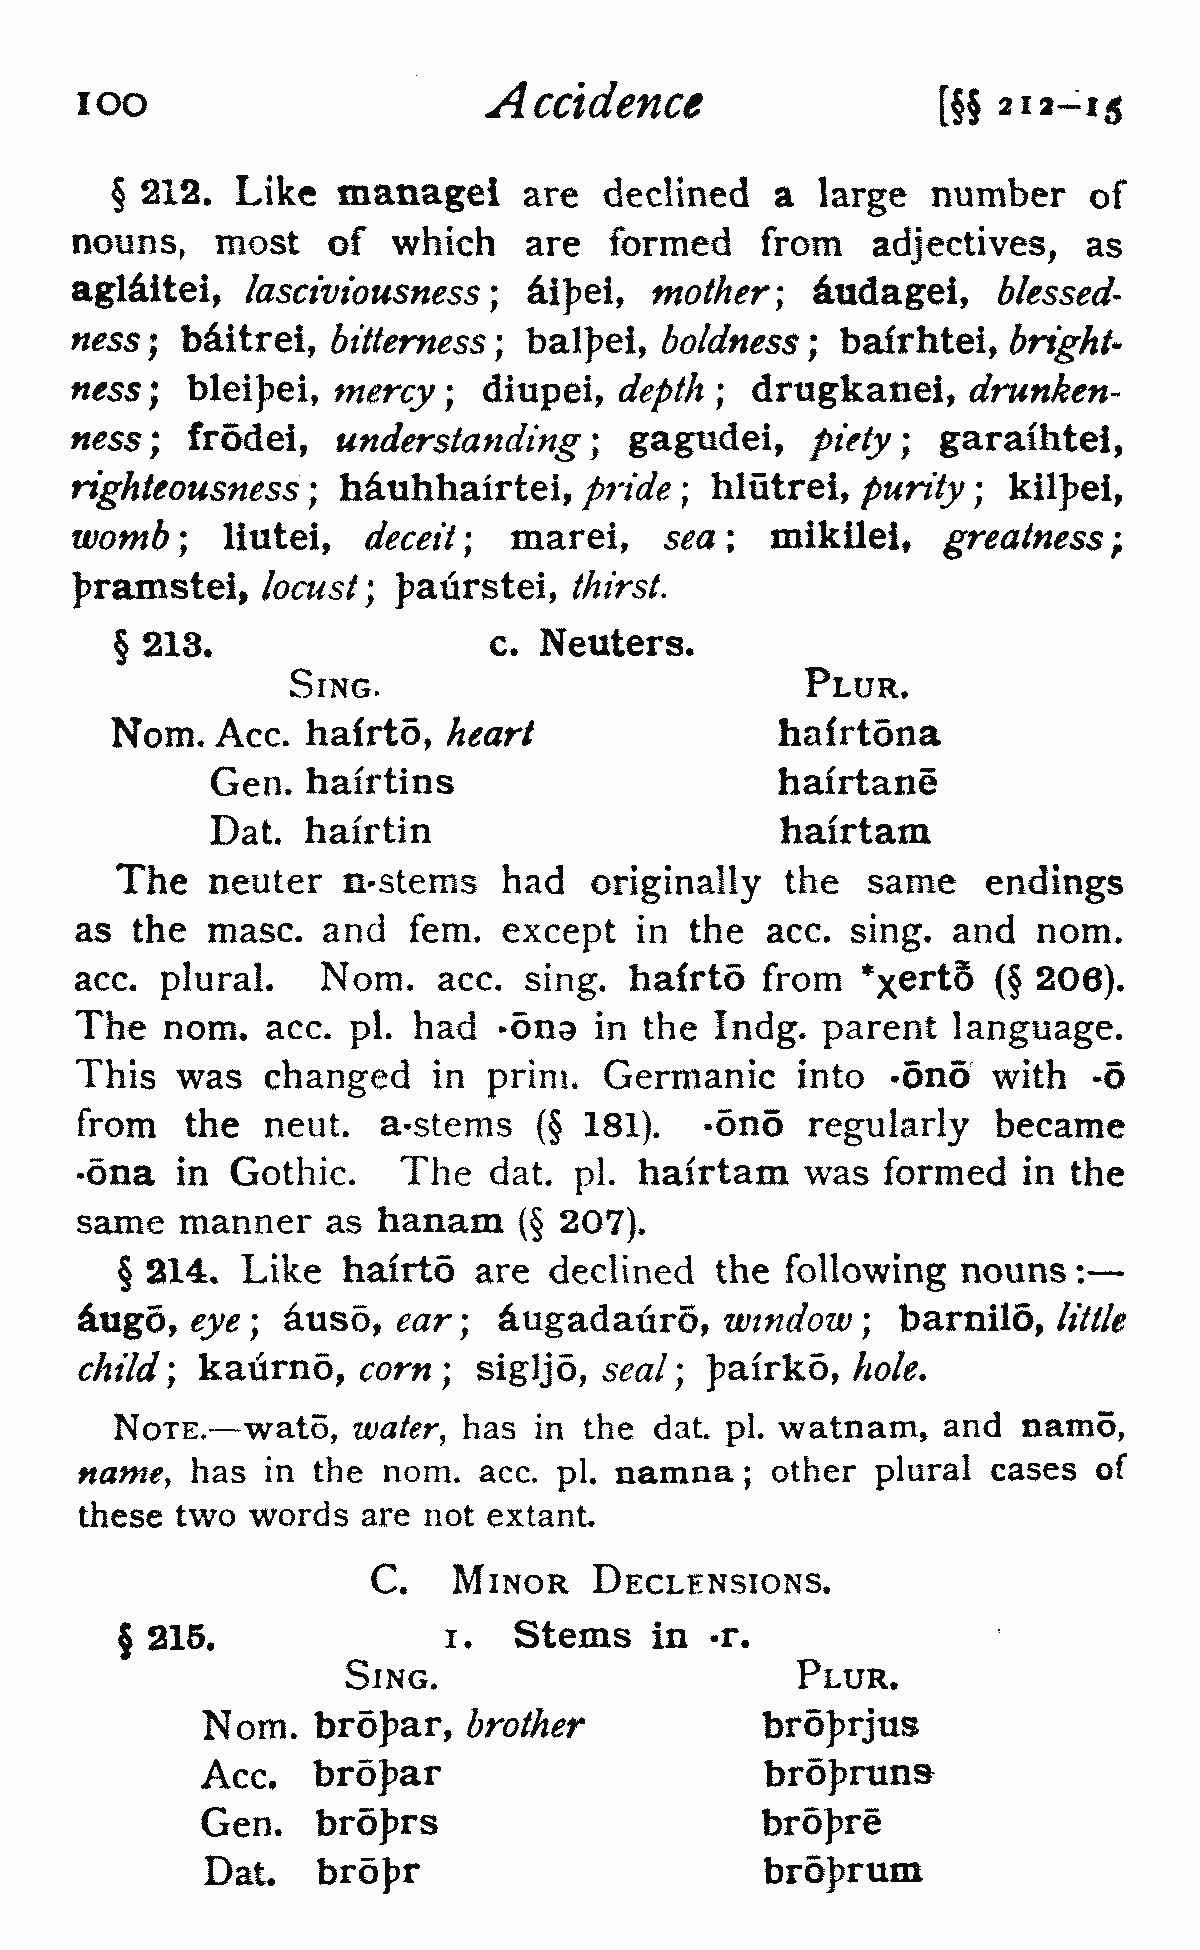 100 Accidence [§§ 212–15
§ 212. Like managei are declined a large number of
nouns, most of which are formed from adjectives, as
agláitei, lasciviousness; áiþei, mother; áudagei, blessed-
ness; báitrei, bitterness; balþei, boldness; baírhtei, bright-
ness; bleiþei, mercy; diupei, depth; drugkanei, drunken-
ness; frōdei, understanding; gagudei, piety; garaíhtei,
righteousness; háuhhaírtei, pride; hlūtrei, purity; kilþei,
womb; liutei, deceit; marei, sea; mikilei, greatness;
þramstei, locust; þaúrstei, thirst.
§ 213. c. Neuters.
Sing. Plur.
Nom. Acc. haírtō, heart haírtōna
Gen. haírtins haírtanē
Dat. haírtin haírtam
The neuter n-stems had originally the same endings
as the masc. and fem. except in the acc. sing. and nom.
acc. plural. Nom. acc. sing. haírtō from *χertõ (§ 206).
The nom. acc. pl. had -ōnə in the Indg. parent language.
This was changed in prim. Germanic into -ōnō with -ō
from the neut. a-stems (§ 181). -ōnō regularly became
-ōna in Gothic. The dat. pl. haírtam was formed in the
same manner as hanam (§ 207).
§ 214. Like haírtō are declined the following nouns:—
áugō, eye; áusō, ear; áugadaúrō, window; barnilō, little
child; kaúrnō, corn; sigljō, seal; þaírkō, hole.
Note.—watō, water, has in the dat. pl. watnam, and namō,
name, has in the nom. acc. pl. namna; other plural cases of
these two words are not extant.
C. Minor Declensions.
§ 215. 1. Stems in -r.
Sing. Plur.
Nom. brōþar, brother brōþrjus
Acc. brōþar brōþruns
Gen. brōþrs brōþrē
Dat. brōþr brōþrum